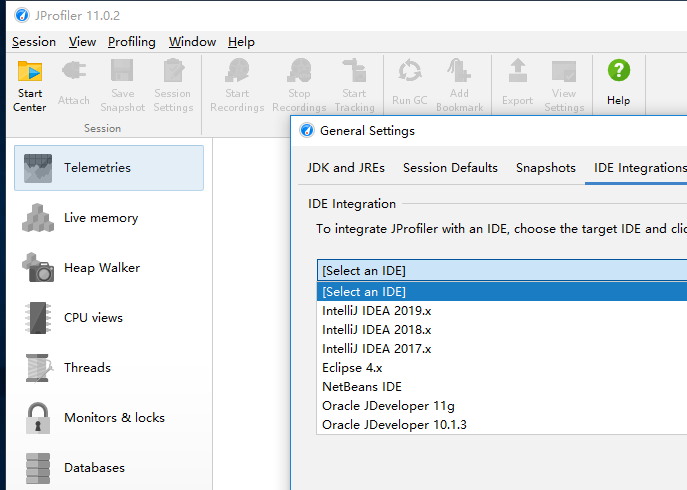 JProfiler 11.0.2
Session View Profiling Window Help
Start Center
Attach
Save Snapshot
Session Settings
Start Recordings
Stop Recordings
Start Tracking
Run GC
Add Bookmark
Export
View Settings
Help
Session
General Settings
JDK and JREs Session Defaults Snapshots IDE Integrations
IDE Integration
To integrate JProfiler with an IDE, choose the target IDE and clic
[Select an IDE]
[Select an IDE]
IntelliJ IDEA 2019.x
IntelliJ IDEA 2018.x
IntelliJ IDEA 2017.x
Eclipse 4.x
NetBeans IDE
Oracle JDeveloper 11g
Oracle JDeveloper 10.1.3
Telemetries
Live memory
Heap Walker
CPU views
Threads
Monitors & locks
Databases